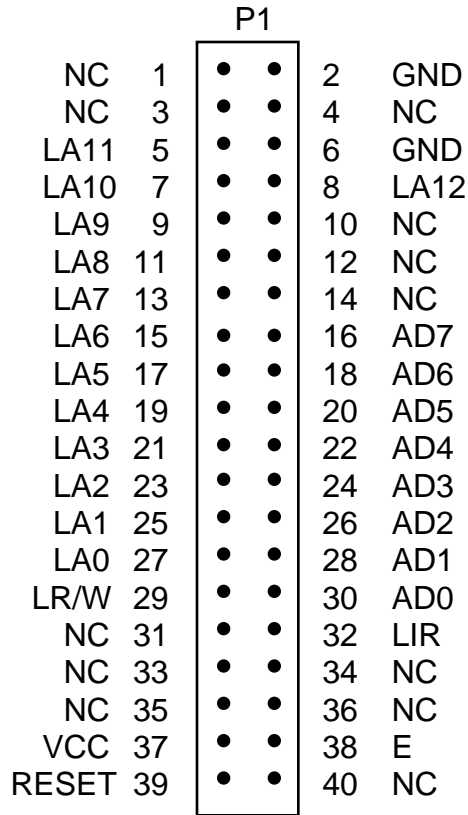 P1
NC 1 2 GND
NC 3 4 NC
LA11 5 6 GND
LA10 7 8 LA12
LA9 9 10 NC
LA8 11 12 NC
LA7 13 14 NC
LA6 15 16 AD7
LA5 17 18 AD6
LA4 19 20 AD5
LA3 21 22 AD4
LA2 23 24 AD3
LA1 25 26 AD2
LA0 27 28 AD1
LR/W 29 30 AD0
NC 31 32 LIR
NC 33 34 NC
NC 35 36 NC
VCC 37 38 E
RESET 39 40 NC